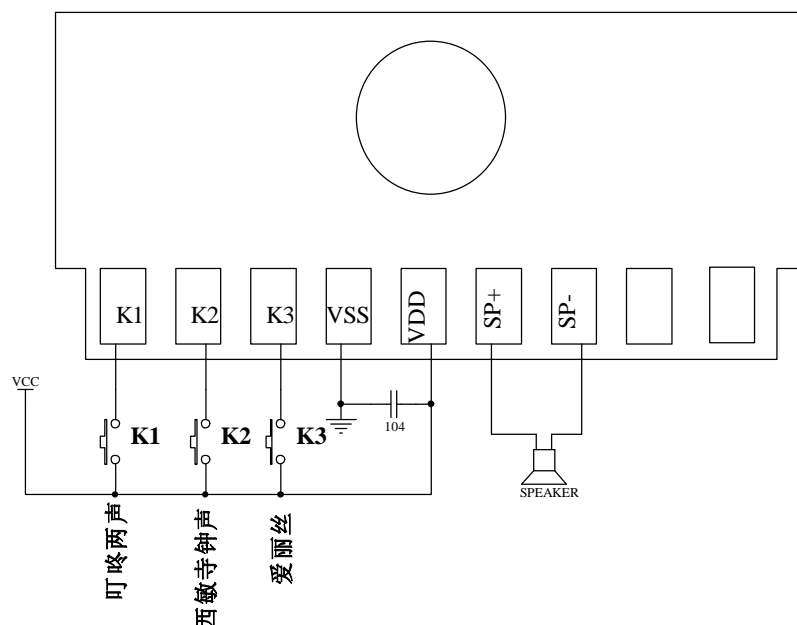 K1
K2
K3
VSS
VDD
SP+
SP-
VCC
K1
K2
K3
104
SPEAKER
叮咚两声
西敏寺钟声
爱丽丝